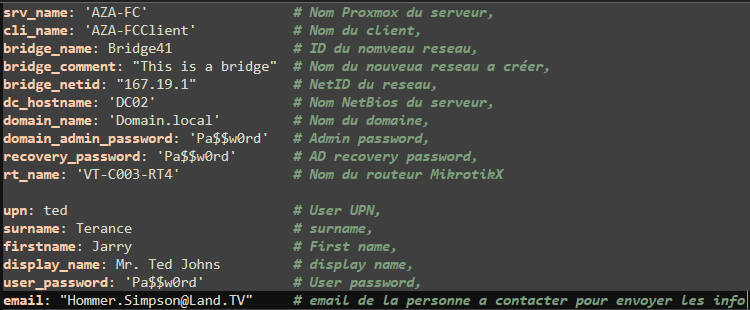 srv_name: 'AZA-FC' # Nom Proxmox du serveur,
cli_name: 'AZA-FCClient' # Nom du client,
bridge_name: Bridge41 # ID du nomveau reseau,
bridge_comment: "This is a bridge" # Nom du nouveua reseau a créer,
bridge_netid: "167.19.1" # NetID du reseau,
dc_hostname: 'DC02' # Nom NetBios du serveur,
domain_name: 'Domain.local' # Nom du domaine,
domain_admin_password: 'Pa$$w0rd' # Admin password,
recovery_password: 'Pa$$w0rd' # AD recovery password,
rt_name: 'VT-C003-RT4' # Nom du routeur MikrotikX
upn: ted # User UPN,
surname: Terance # surname,
firstname: Jarry # First name,
display_name: Mr. Ted Johns # display name,
user_password: 'Pa$$w0rd' # User password,
email: "Hommer.Simpson@Land.TV" # email de la personne a contacter pour envoyer les info